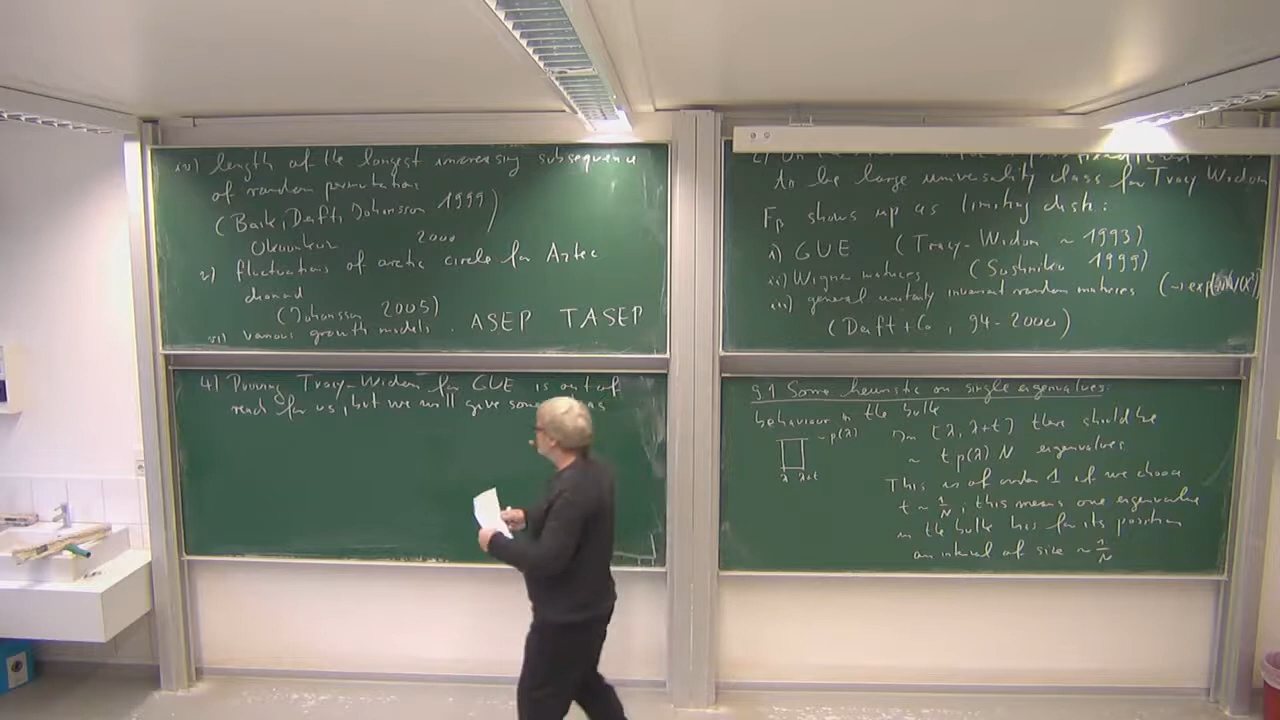 iv) length of the longest increasing subsequence
of random permutations
(Baik, Deift, Johansson 1999)
Okounkov 2000
v) fluctuations of arctic circle for Aztec
diamond
(Johansson 2005)
vi) various growth models. ASEP TASEP
4) Proving Tracy-Widom for GUE is out of
reach for us, but we will give some
to be large universality class for Tracy Widom
Fβ shows up as limiting distr.:
i) GUE (Tracy-Widom ~ 1993)
ii) Wigner matrices (Soshnikov 1999)
iii) general unitarily invariant random matrices
(Deift + Co, 94-2000)
9.1 Some heuristic on single eigenvalues:
behaviour in the bulk
~ p(λ)
λ λ+t
In [λ, λ+t] there should be
~ t p(λ) N eigenvalues.
This is of order 1 if we choose
t ~ 1/N; this means one eigenvalue
in the bulk has for its position
an interval of size ~ 1/N